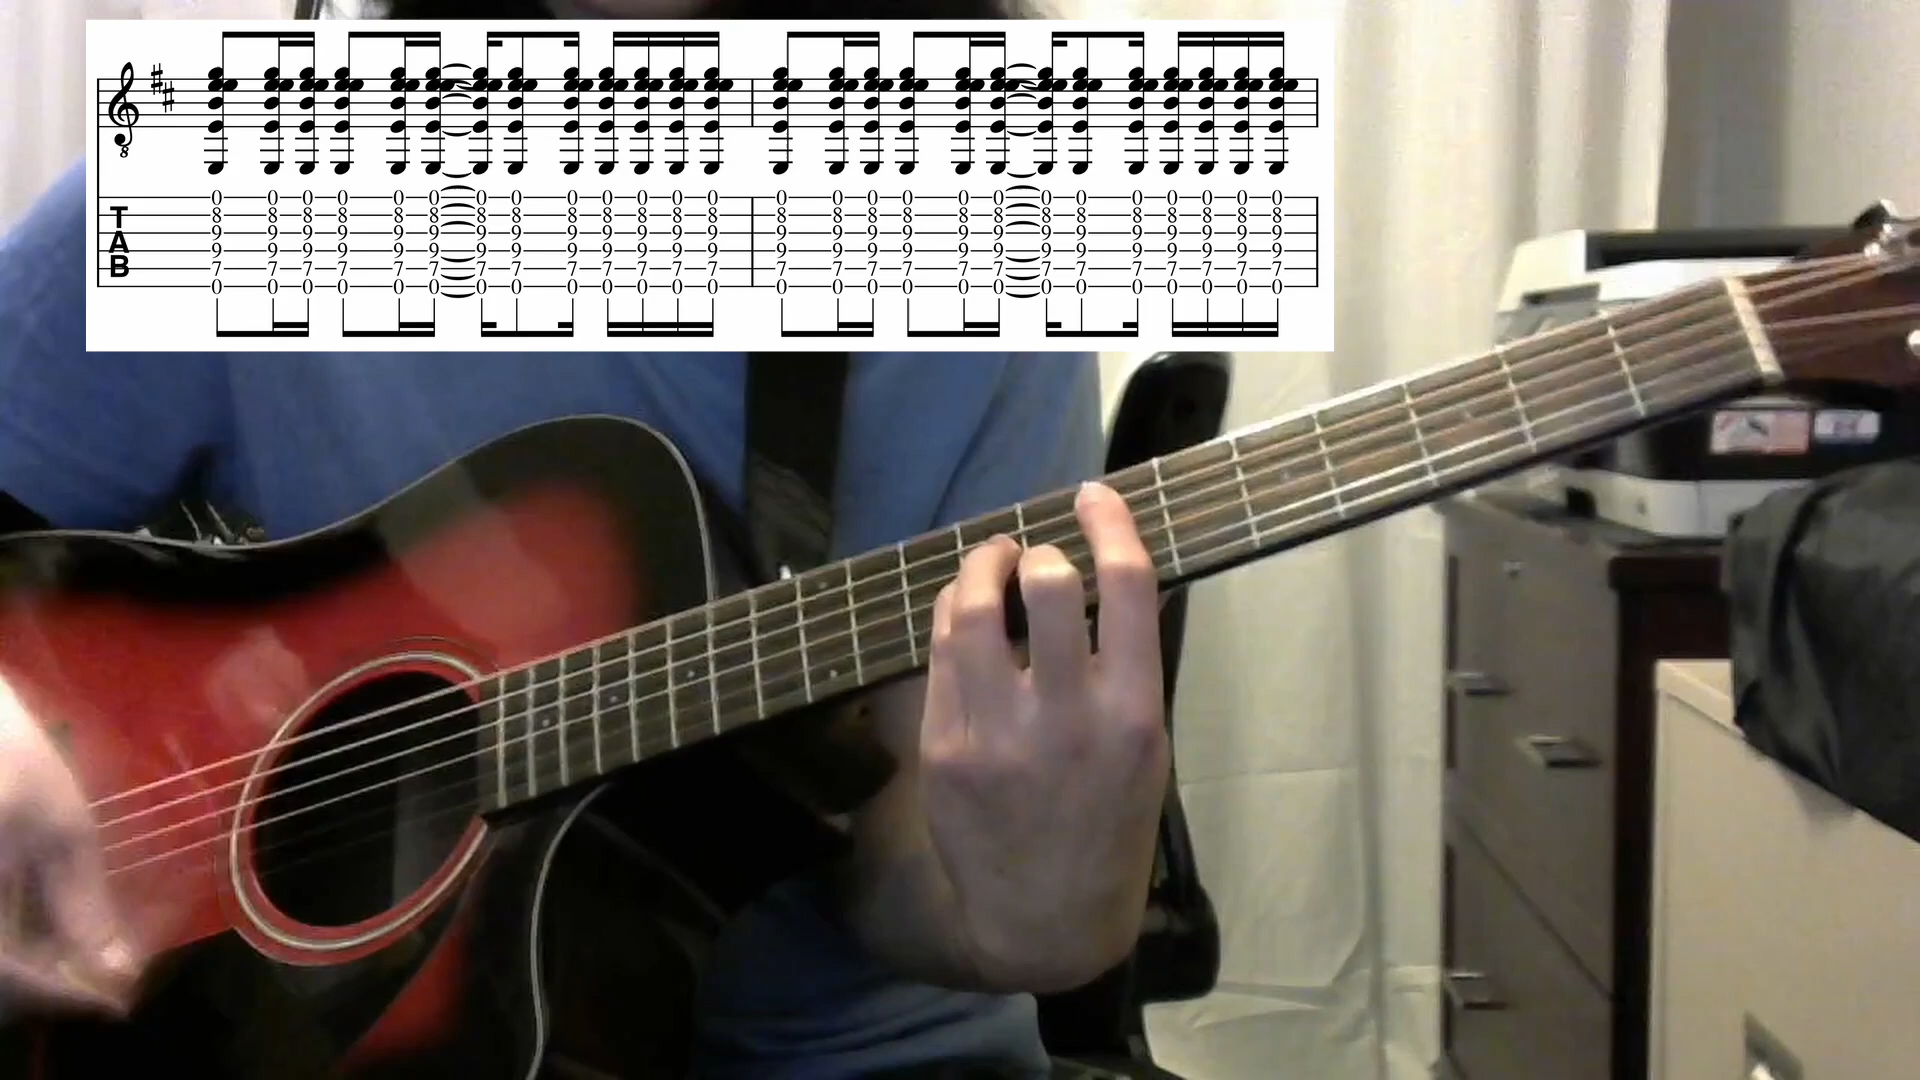 8
0 0 0 0 0 0 0 0 0 0 0 0 0 0 0 0 0 0 0 0 0 0 0 0 0 0
T 8 8 8 8 8 8 8 8 8 8 8 8 8 8 8 8 8 8 8 8 8 8 8 8 8 8
9 9 9 9 9 9 9 9 9 9 9 9 9 9 9 9 9 9 9 9 9 9 9 9 9 9
A 9 9 9 9 9 9 9 9 9 9 9 9 9 9 9 9 9 9 9 9 9 9 9 9 9 9
B 7 7 7 7 7 7 7 7 7 7 7 7 7 7 7 7 7 7 7 7 7 7 7 7 7 7
0 0 0 0 0 0 0 0 0 0 0 0 0 0 0 0 0 0 0 0 0 0 0 0 0 0